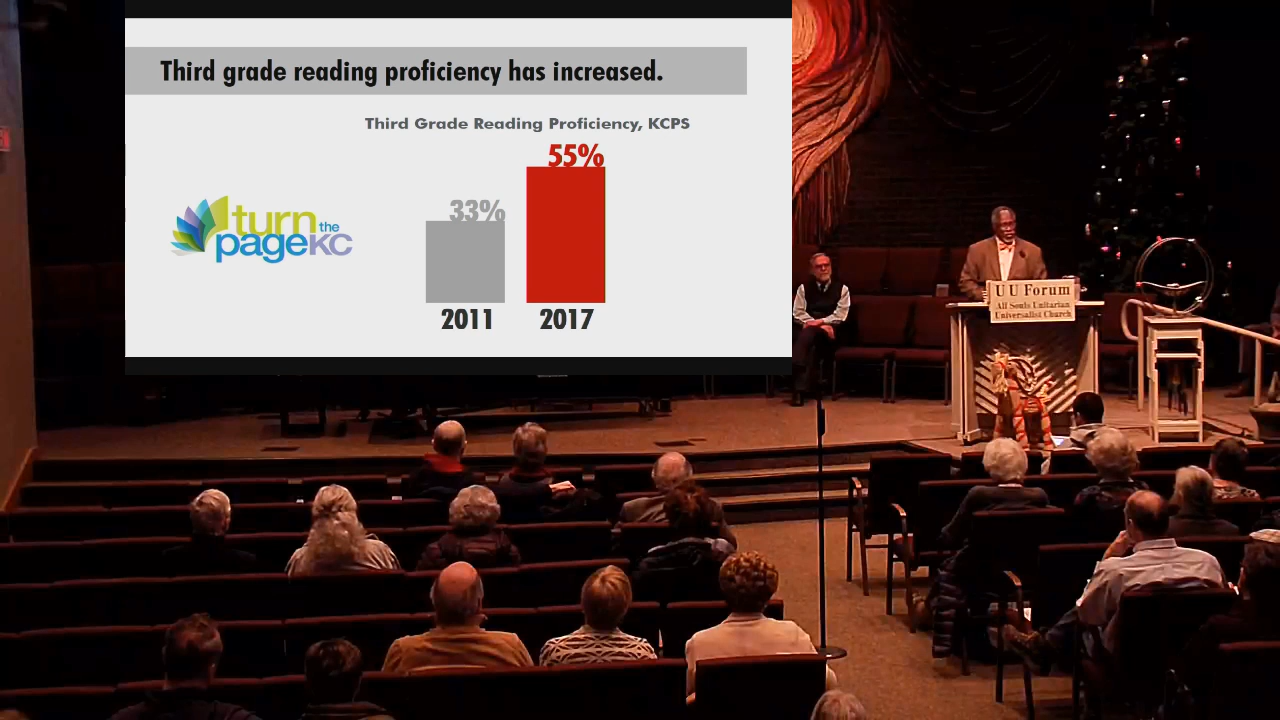 Third grade reading proficiency has increased.
Third Grade Reading Proficiency, KCPS
55%
33%
turn the
pageKC
2011 2017
UU Forum
All Souls Unitarian
Universalist Church